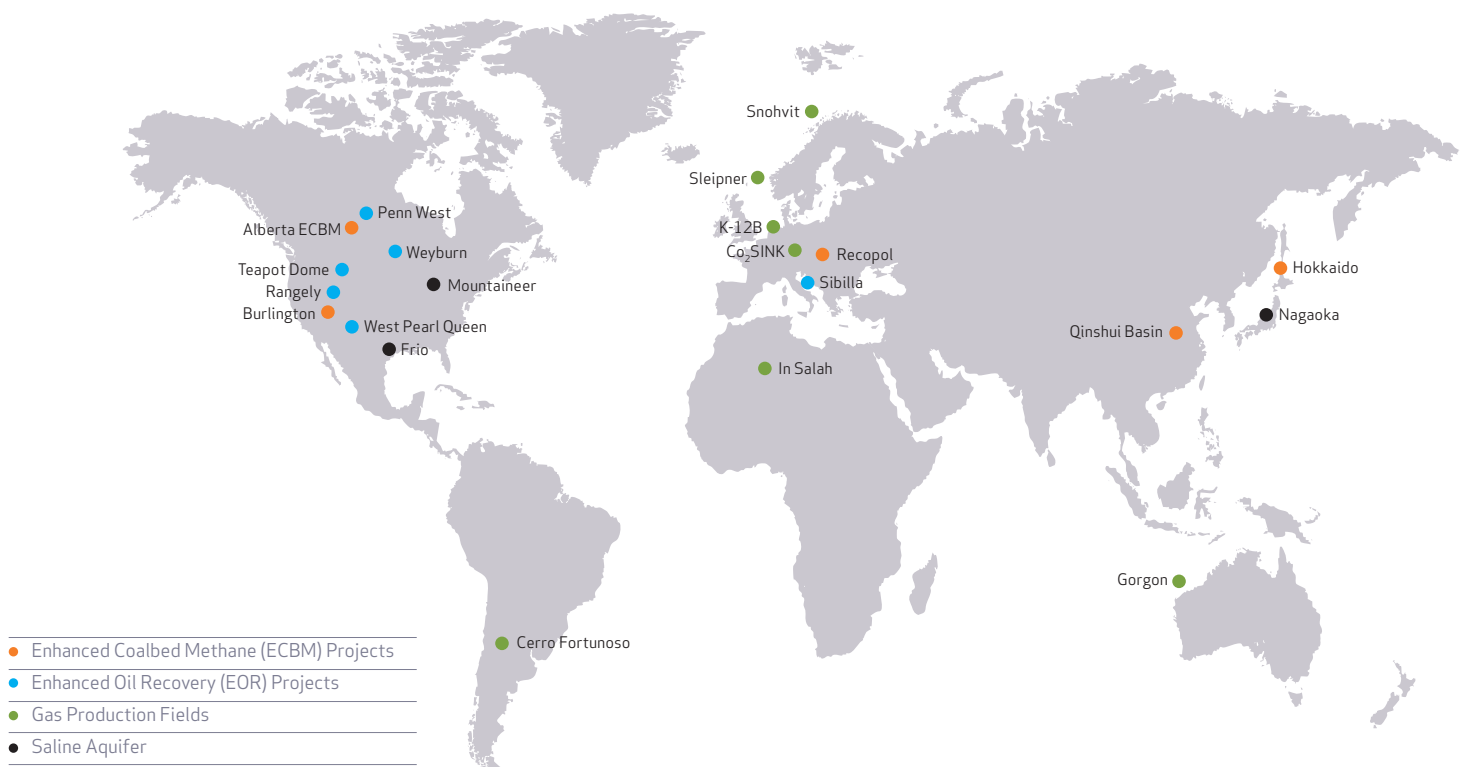 Snohvit
Sleipner
Penn West
Alberta ECBM
K-12B
Weyburn
Co₂SINK
Recopol
Teapot Dome
Hokkaido
Sibilla
Mountaineer
Rangely
Burlington
Nagaoka
West Pearl Queen
Qinshui Basin
Frio
In Salah
Gorgon
Cerro Fortunoso
Enhanced Coalbed Methane (ECBM) Projects
Enhanced Oil Recovery (EOR) Projects
Gas Production Fields
Saline Aquifer